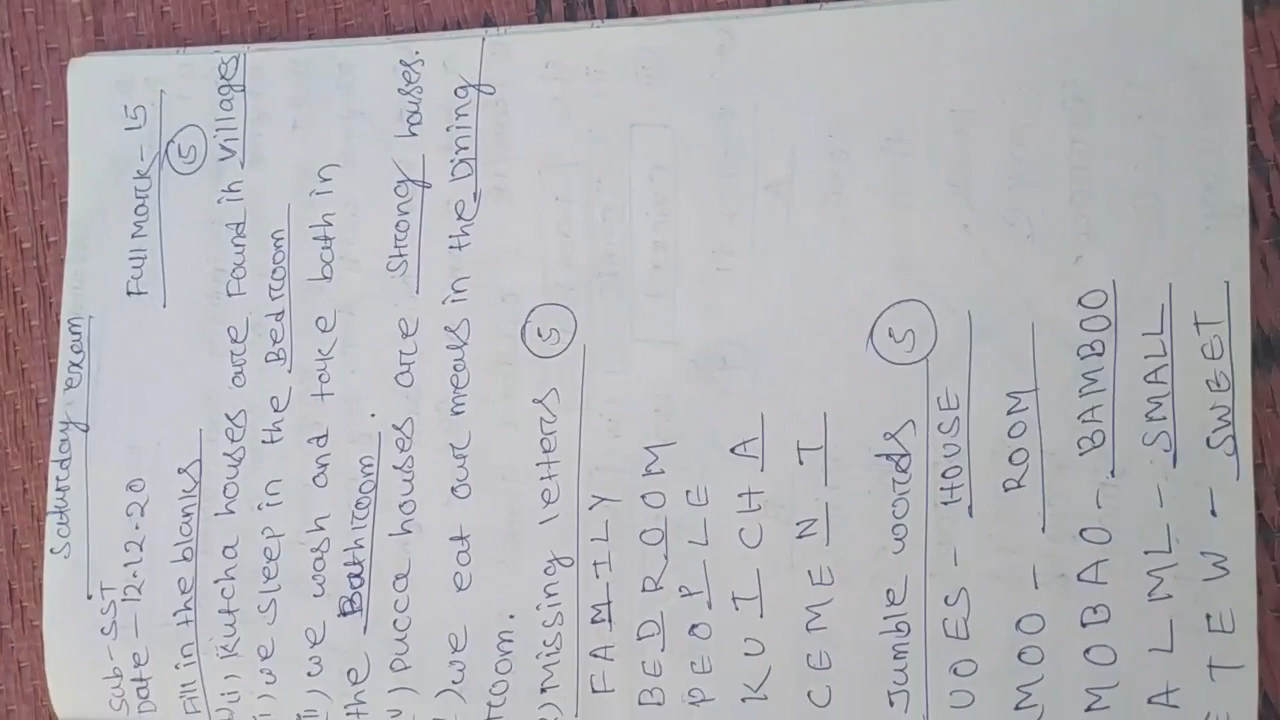 Saturday exam
Sub-SST
Date-12.12.20
Full Mark-15
Fill in the blanks
5
i) Kutcha houses are Found in Villages
i) we sleep in the Bedroom
i) we wash and take bath in
the Bathroom.
) pucca houses are Strong houses.
) we eat our meals in the Dining
room.
) Missing letters 5
FAMILY
BEDROOM
PEOPLE
KUICHA
CEMENT
Jumble words 5
UOES - HOUSE
MOO - ROOM
MOBAO - BAMBOO
ALML - SMALL
TEW - SWEET